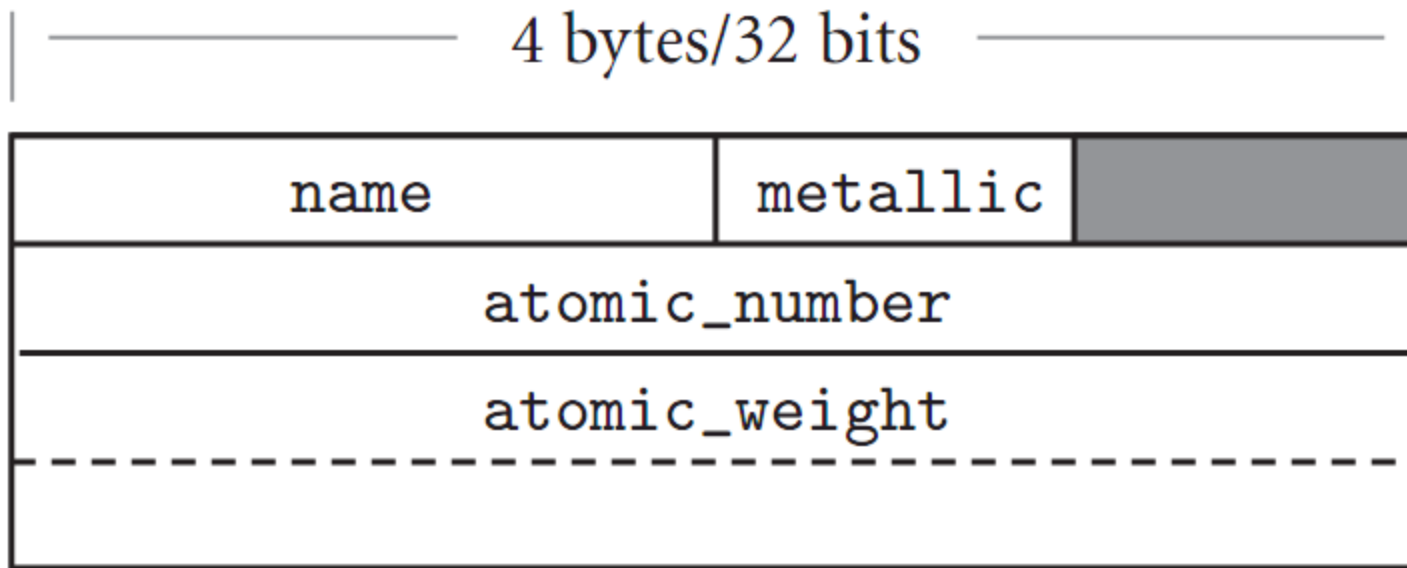 4 bytes/32 bits
name metallic
atomic_number
atomic_weight